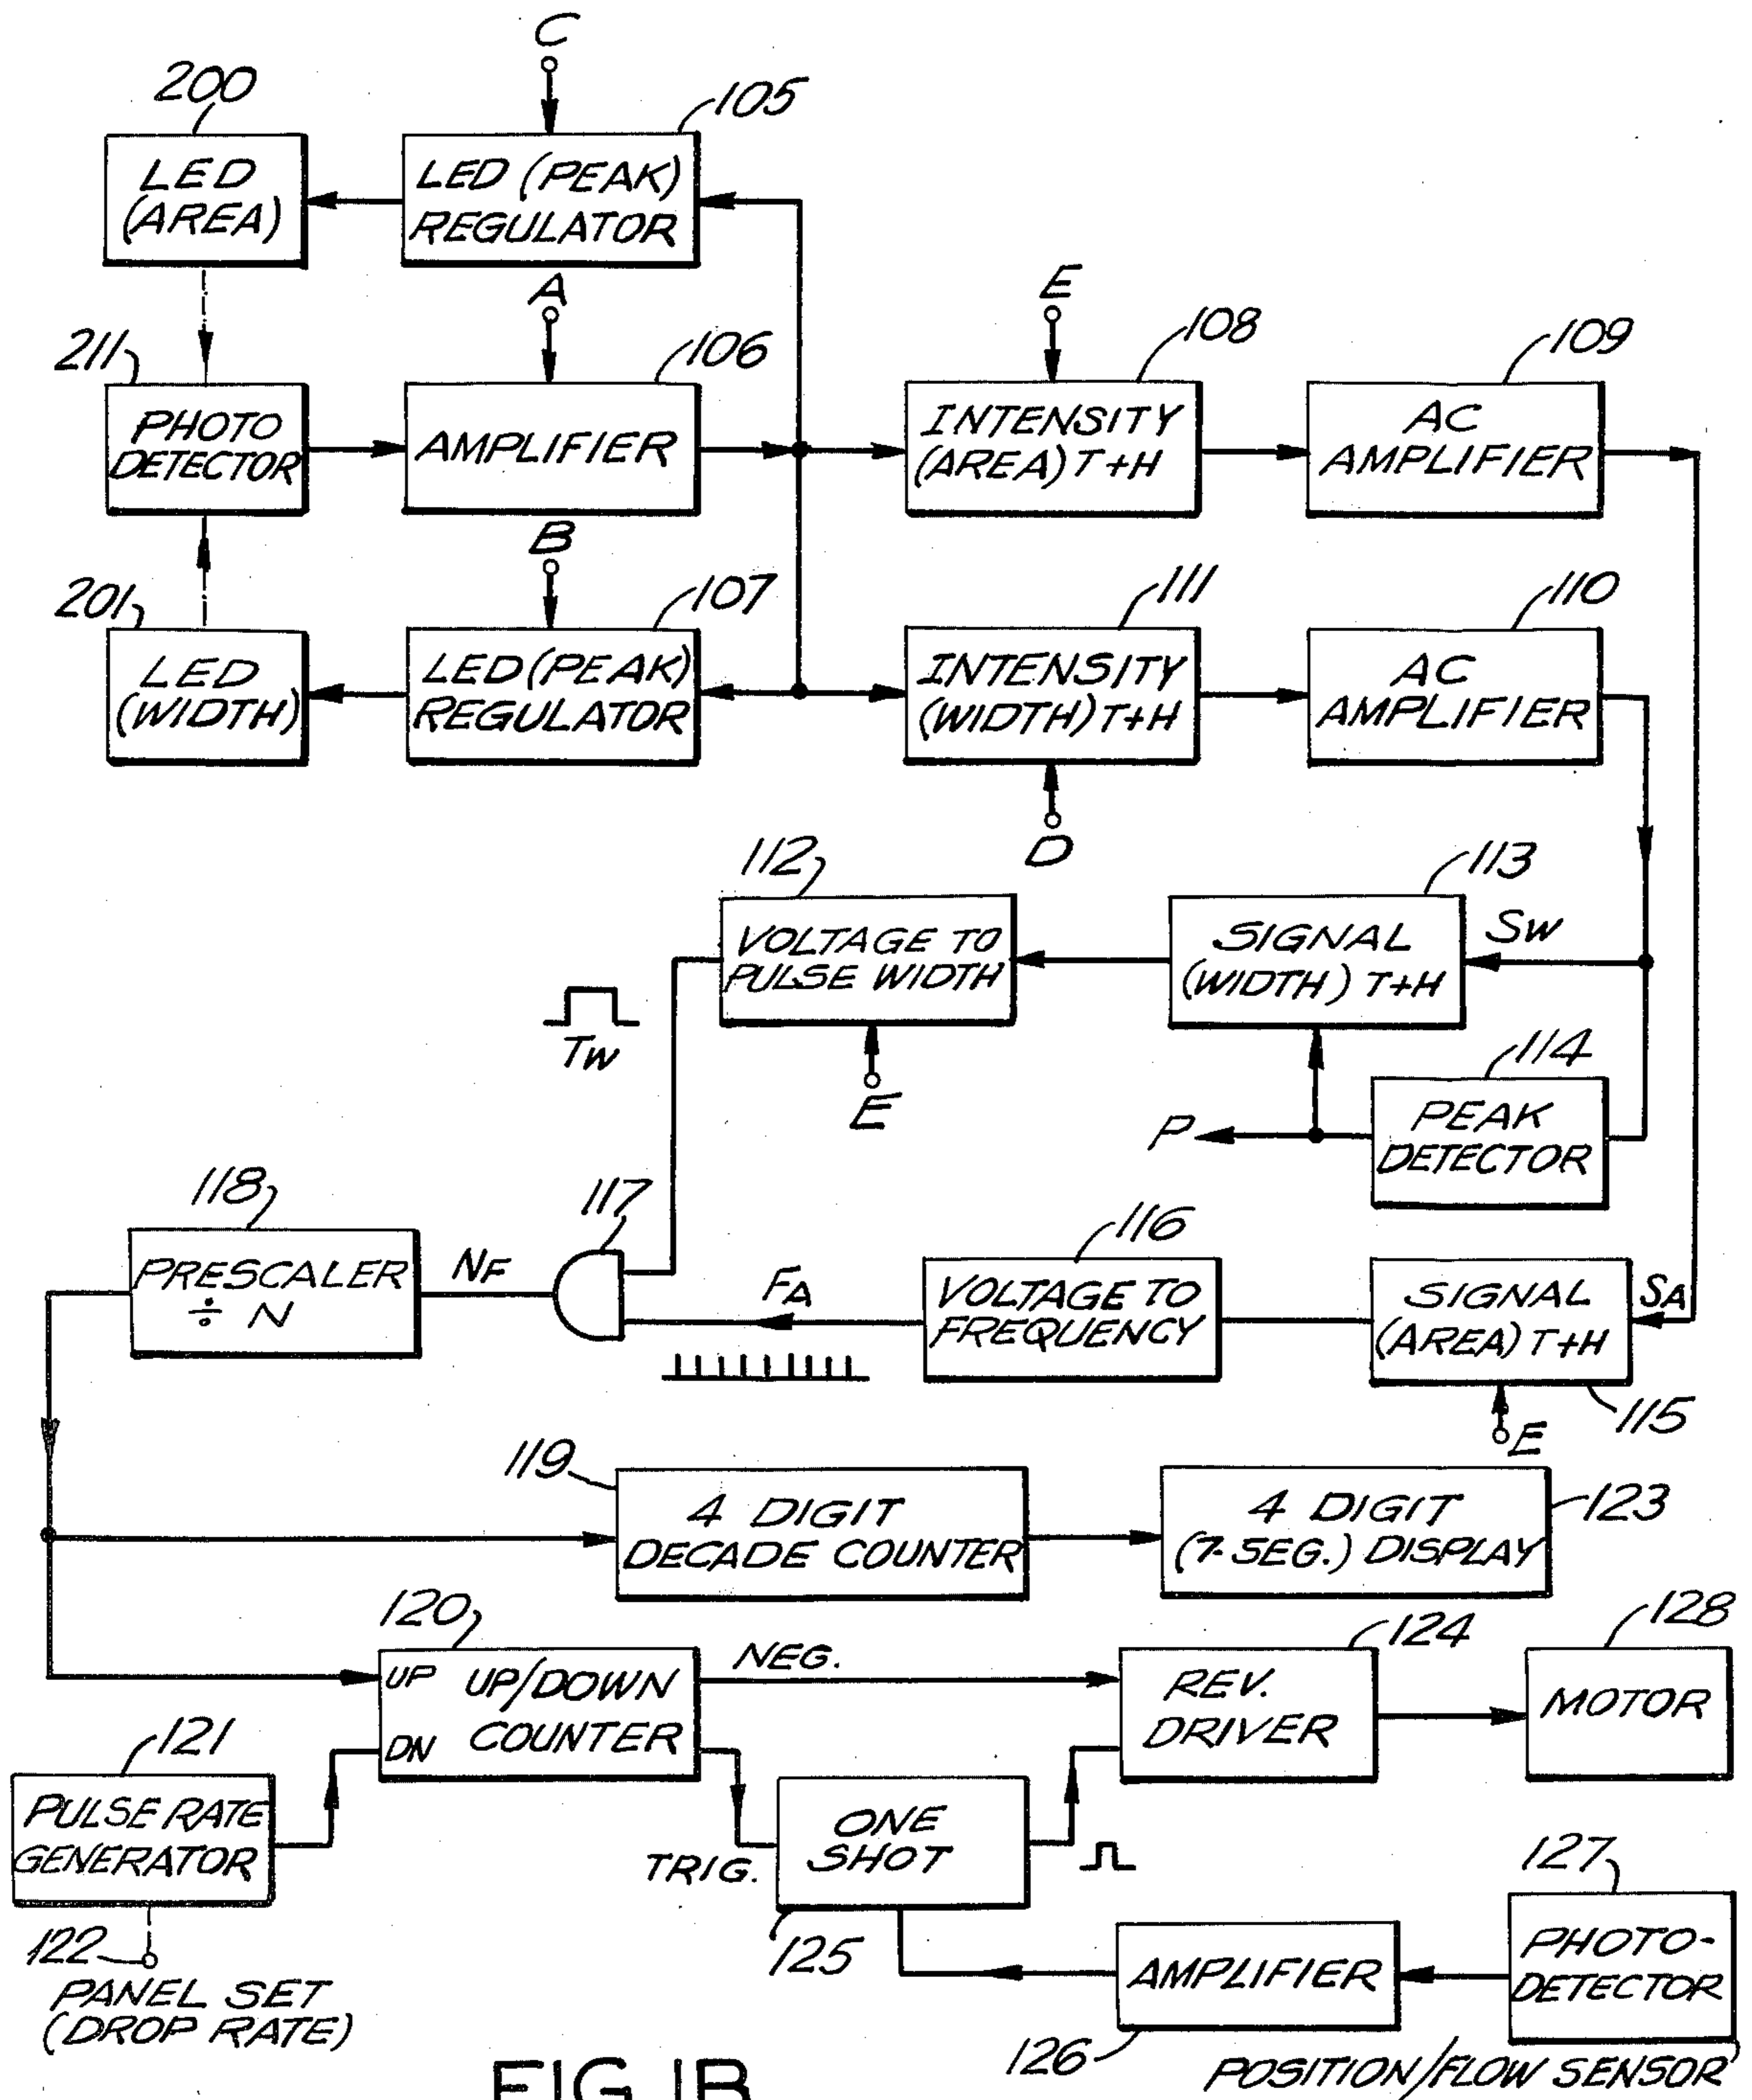 C
200
105
LED
(AREA)
LED (PEAK)
REGULATOR
A
E
211
106
108
109
PHOTO
DETECTOR
AMPLIFIER
INTENSITY
(AREA) T+H
AC
AMPLIFIER
B
201
107
111
110
LED
(WIDTH)
LED (PEAK)
REGULATOR
INTENSITY
(WIDTH) T+H
AC
AMPLIFIER
D
112
113
VOLTAGE TO
PULSE WIDTH
SIGNAL
(WIDTH) T+H
SW
TW
E
114
P
PEAK
DETECTOR
118
117
116
PRESCALER
÷ N
NF
FA
VOLTAGE TO
FREQUENCY
SIGNAL
(AREA) T+H
SA
115
E
119
4 DIGIT
DECADE COUNTER
4 DIGIT
(7-SEG.) DISPLAY
123
120
124
128
UP
DN
UP/DOWN
COUNTER
NEG.
REV.
DRIVER
MOTOR
121
PULSE RATE
GENERATOR
TRIG.
ONE
SHOT
125
127
122
PANEL SET
(DROP RATE)
AMPLIFIER
126
PHOTO-
DETECTOR
POSITION/FLOW SENSOR
FIG. 1B